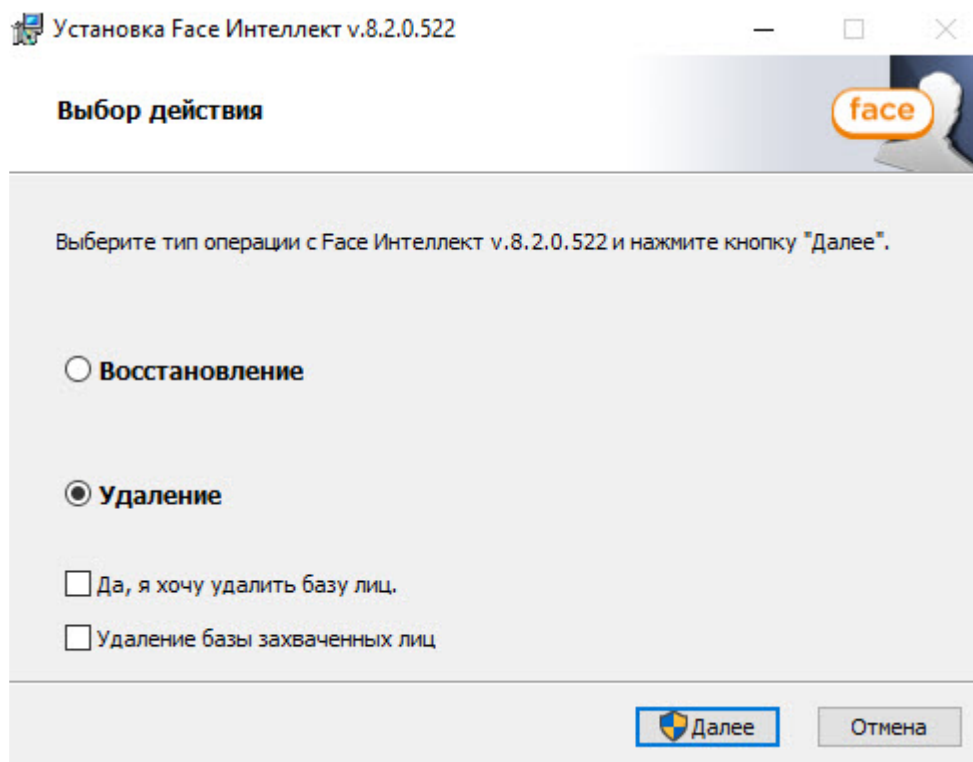 Установка Face Интеллект v.8.2.0.522
Выбор действия
face
Выберите тип операции с Face Интеллект v.8.2.0.522 и нажмите кнопку "Далее".
Восстановление
Удаление
Да, я хочу удалить базу лиц.
Удаление базы захваченных лиц
Далее
Отмена